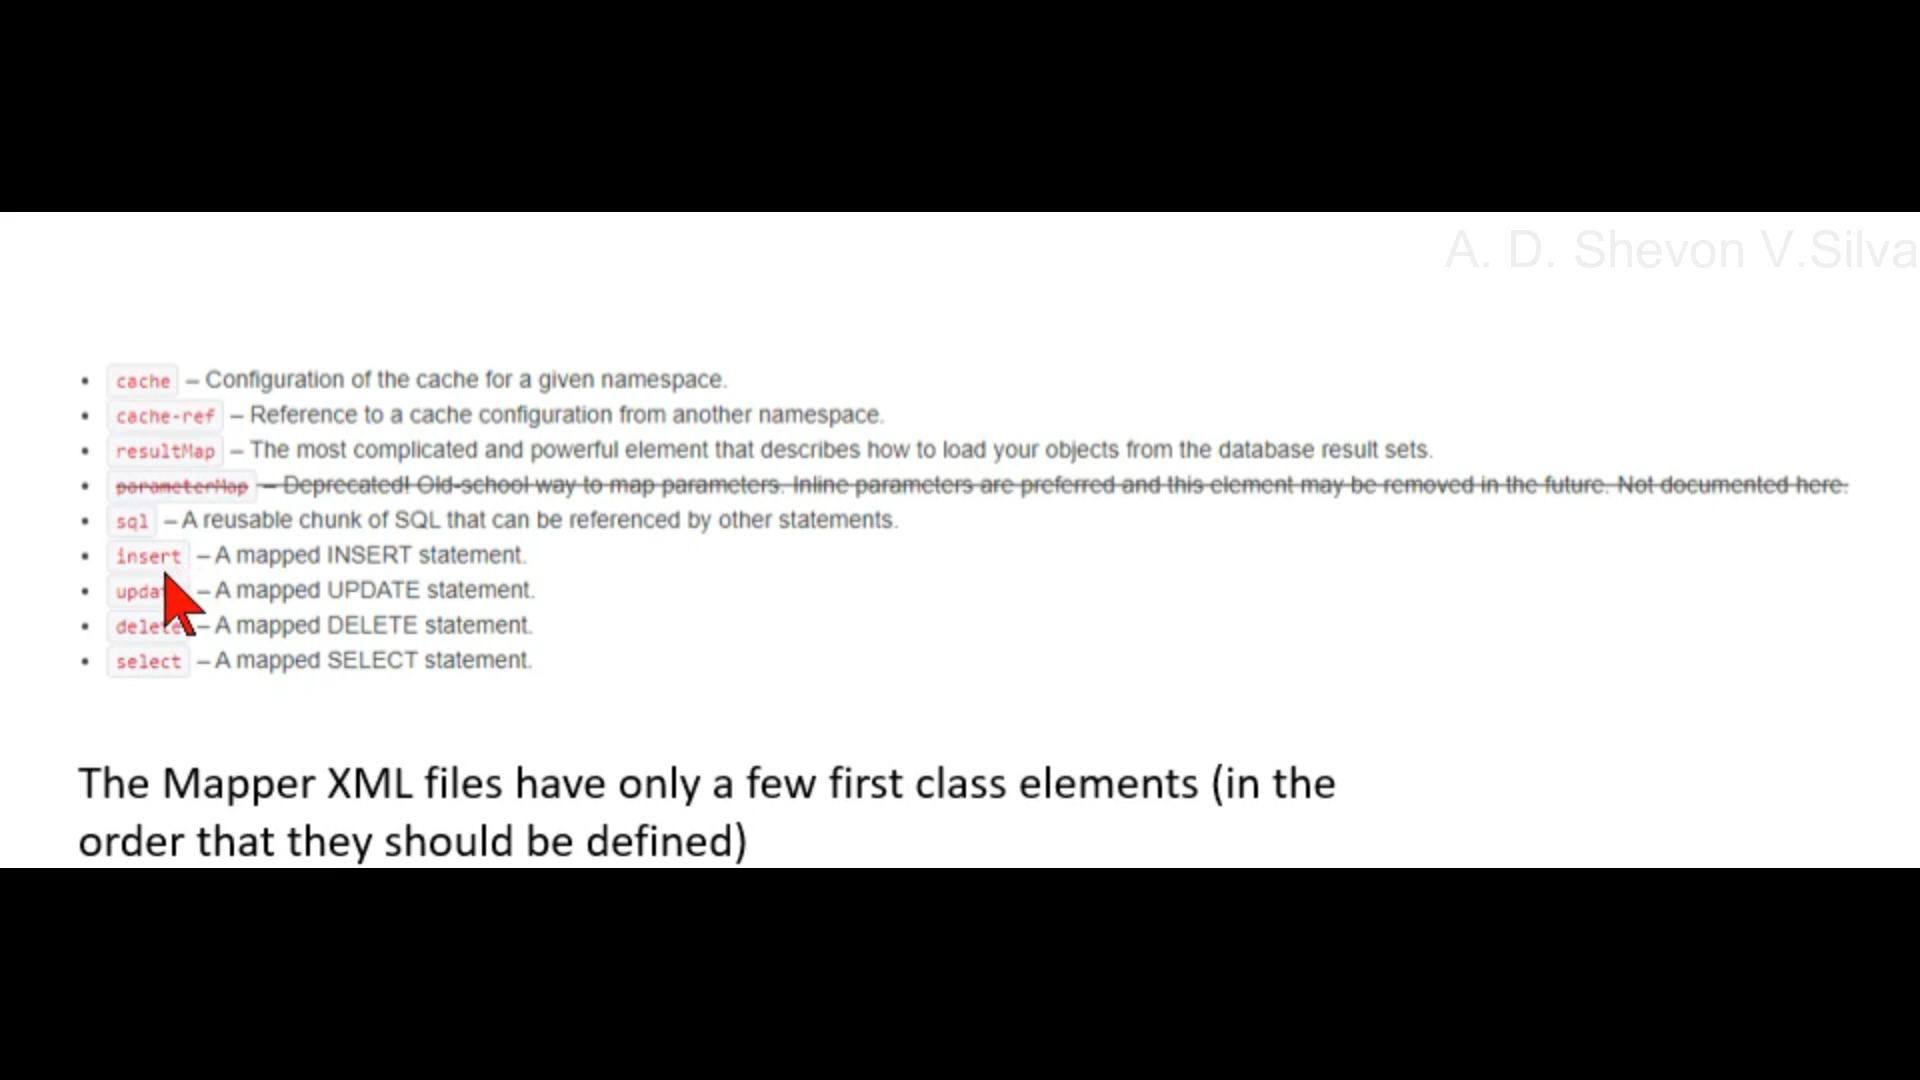 A. D. Shevon V.Silva
• cache – Configuration of the cache for a given namespace.
• cache-ref – Reference to a cache configuration from another namespace.
• resultMap – The most complicated and powerful element that describes how to load your objects from the database result sets.
• parameterMap – Deprecated! Old-school way to map parameters. Inline parameters are preferred and this element may be removed in the future. Not documented here.
• sql – A reusable chunk of SQL that can be referenced by other statements.
• insert – A mapped INSERT statement.
• upda – A mapped UPDATE statement.
• delete – A mapped DELETE statement.
• select – A mapped SELECT statement.
The Mapper XML files have only a few first class elements (in the
order that they should be defined)